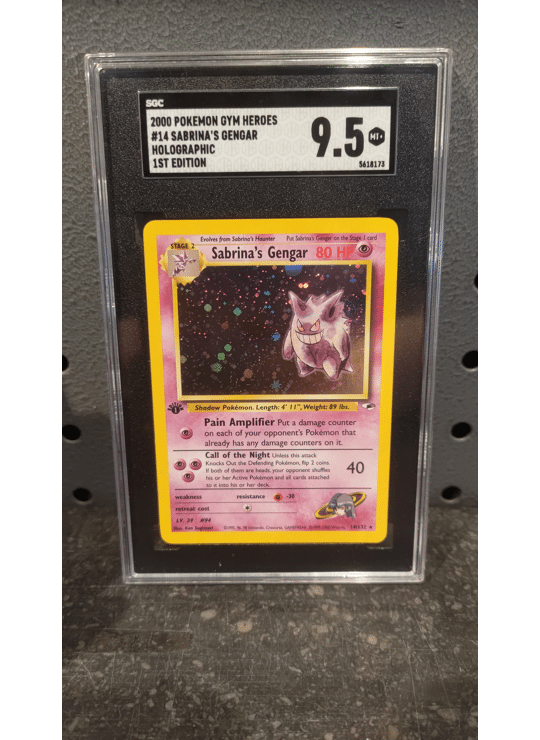 SGC
2000 POKEMON GYM HEROES
#14 SABRINA'S GENGAR
HOLOGRAPHIC
1ST EDITION
9.5 MT+
5618173
Evolves from Sabrina's Haunter Put Sabrina's Gengar on the Stage 1 card
STAGE 2
Sabrina's Gengar 80 HP
Shadow Pokémon. Length: 4' 11", Weight: 89 lbs.
Pain Amplifier Put a damage counter
on each of your opponent's Pokémon that
already has any damage counters on it.
Call of the Night Unless this attack
Knocks Out the Defending Pokémon, flip 2 coins.
If both of them are heads, your opponent shuffles
his or her Active Pokémon and all cards attached
to it into his or her deck.
40
weakness resistance -30
retreat cost
LV. 39 #94
Illus. Ken Sugimori
14/132